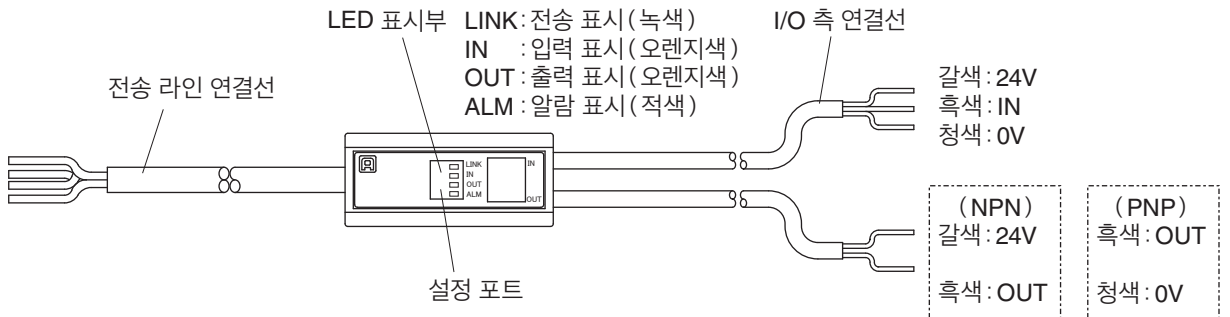 LED 표시부
LINK : 전송 표시 ( 녹색 )
IN : 입력 표시 ( 오렌지색 )
OUT : 출력 표시 ( 오렌지색 )
ALM : 알람 표시 ( 적색 )
I/O 측 연결선
전송 라인 연결선
갈색 : 24V
흑색 : IN
청색 : 0V
LINK
IN
OUT
ALM
IN
OUT
설정 포트
( NPN )
갈색 : 24V
흑색 : OUT
( PNP )
흑색 : OUT
청색 : 0V